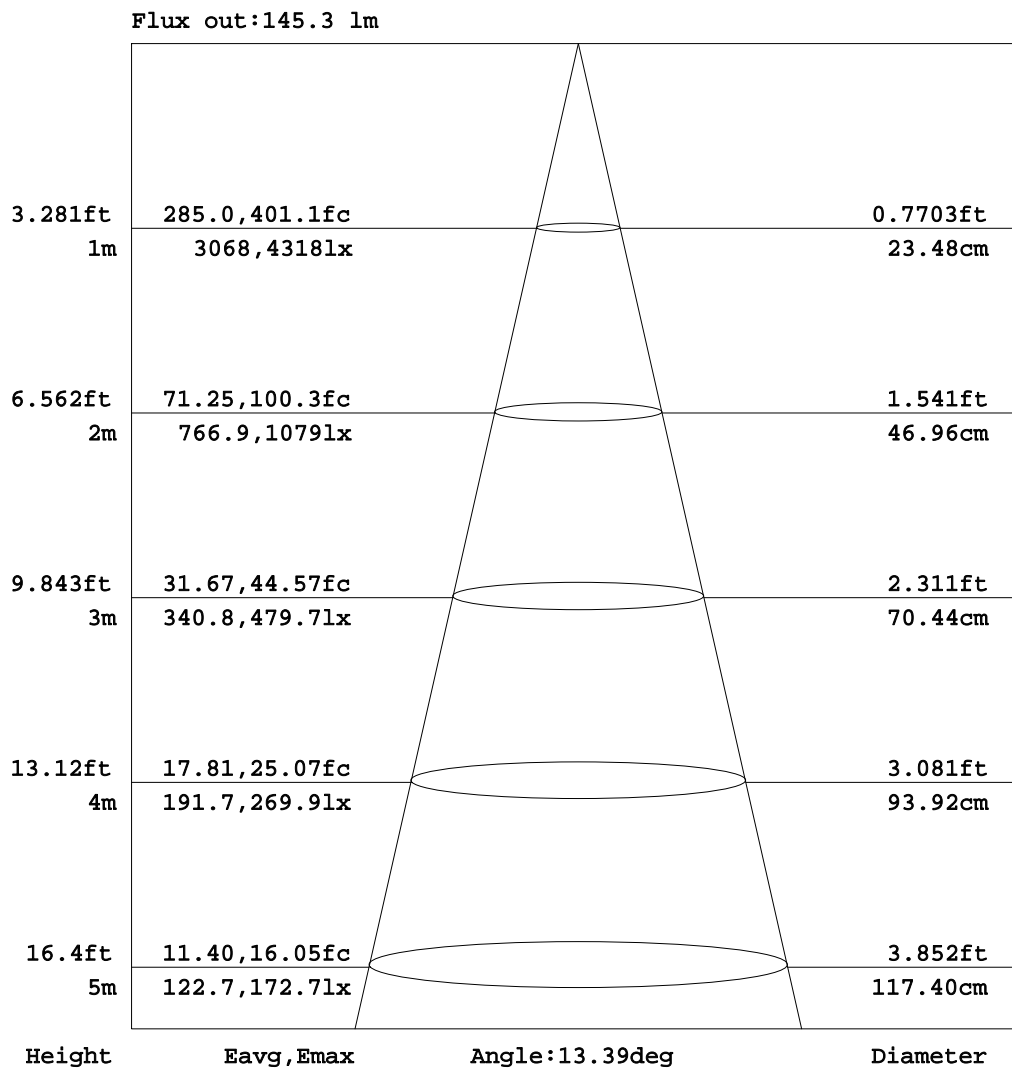 Flux out:145.3 lm
3.281ft 285.0,401.1fc 0.7703ft
1m 3068,4318lx 23.48cm
6.562ft 71.25,100.3fc 1.541ft
2m 766.9,1079lx 46.96cm
9.843ft 31.67,44.57fc 2.311ft
3m 340.8,479.7lx 70.44cm
13.12ft 17.81,25.07fc 3.081ft
4m 191.7,269.9lx 93.92cm
16.4ft 11.40,16.05fc 3.852ft
5m 122.7,172.7lx 117.40cm
Height Eavg,Emax Angle:13.39deg Diameter